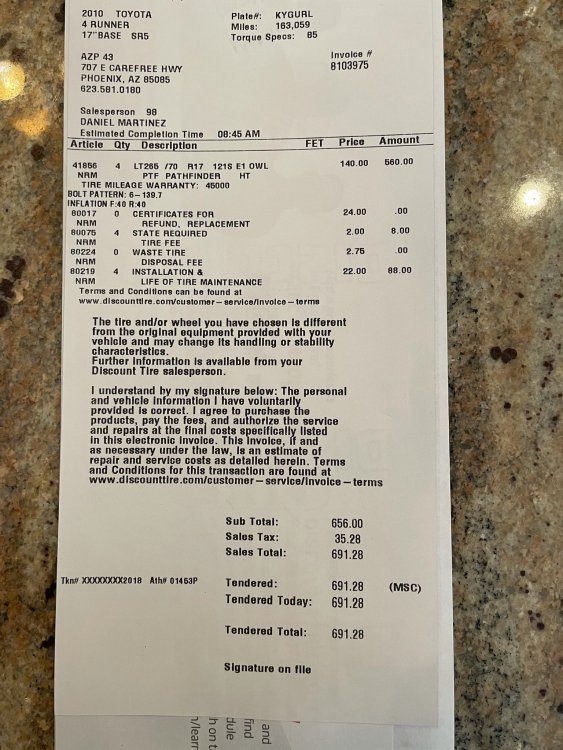 2010 TOYOTA Plate#: KYGURL
4 RUNNER Miles: 163,059
17"BASE SR5 Torque Specs: 85
AZP 43 Invoice #
707 E CAREFREE HWY 8103975
PHOENIX, AZ 85085
623.581.0180
Salesperson 98
DANIEL MARTINEZ
Estimated Completion Time 08:45 AM
Article Qty Description FET Price Amount
41856 4 LT265 /70 R17 121S E1 OWL 140.00 560.00
NRM PTF PATHFINDER HT
TIRE MILEAGE WARRANTY: 45000
BOLT PATTERN: 6-139.7
INFLATION F:40 R:40
80017 0 CERTIFICATES FOR 24.00 .00
NRM REFUND, REPLACEMENT
80075 4 STATE REQUIRED 2.00 8.00
NRM TIRE FEE
80224 0 WASTE TIRE 2.75 .00
NRM DISPOSAL FEE
80219 4 INSTALLATION & 22.00 88.00
NRM LIFE OF TIRE MAINTENANCE
Terms and Conditions can be found at
www.discounttire.com/customer-service/invoice-terms
The tire and/or wheel you have chosen is different
from the original equipment provided with your
vehicle and may change its handling or stability
characteristics.
Further information is available from your
Discount Tire salesperson.
I understand by my signature below: The personal
and vehicle information I have voluntarily
provided is correct. I agree to purchase the
products, pay the fees, and authorize the service
and repairs at the final costs specifically listed
in this electronic invoice. This invoice, if and
as necessary under the law, is an estimate of
repair and service costs as detailed herein. Terms
and Conditions for this transaction are found at
www.discounttire.com/customer-service/invoice-terms
Sub Total: 656.00
Sales Tax: 35.28
Sales Total: 691.28
Tkn# XXXXXXXX2018 Ath# 01453P Tendered: 691.28 (MSC)
Tendered Today: 691.28
Tendered Total: 691.28
Signature on file
and
find
dule
h on t
n/learn